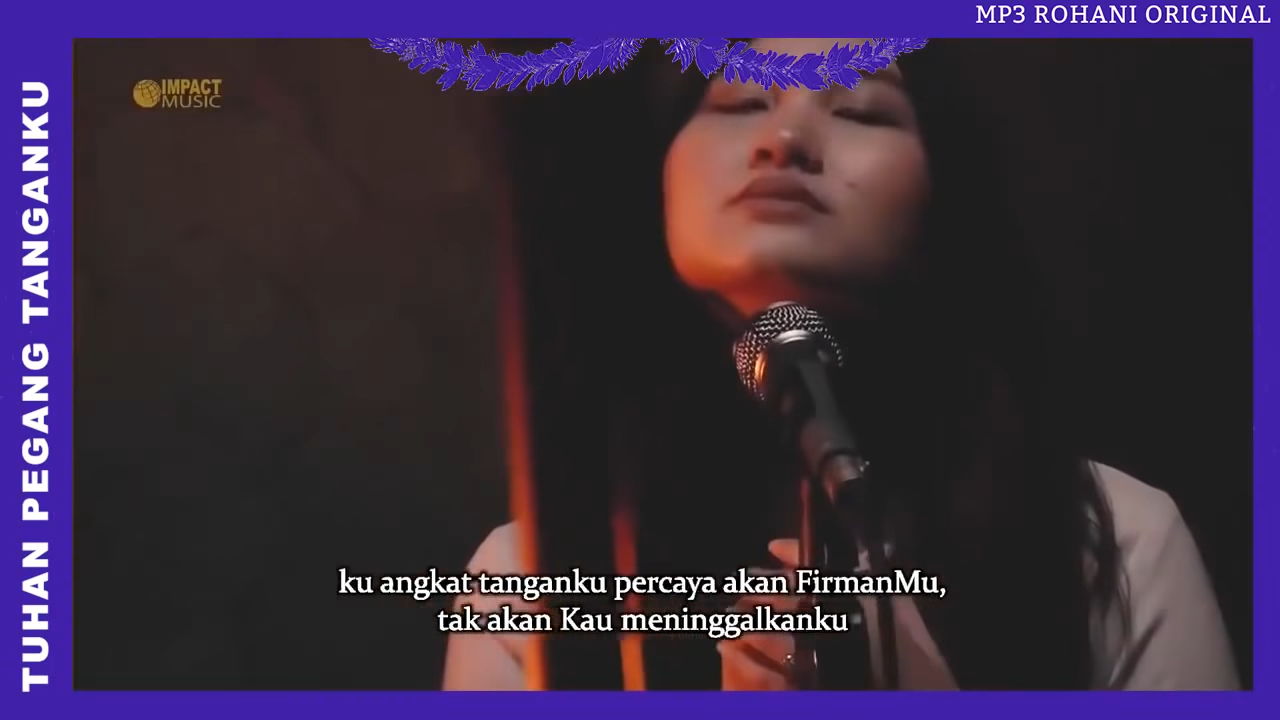 MP3 ROHANI ORIGINAL
IMPACT
MUSIC
TUHAN PEGANG TANGANKU
ku angkat tanganku percaya akan FirmanMu,
tak akan Kau meninggalkanku